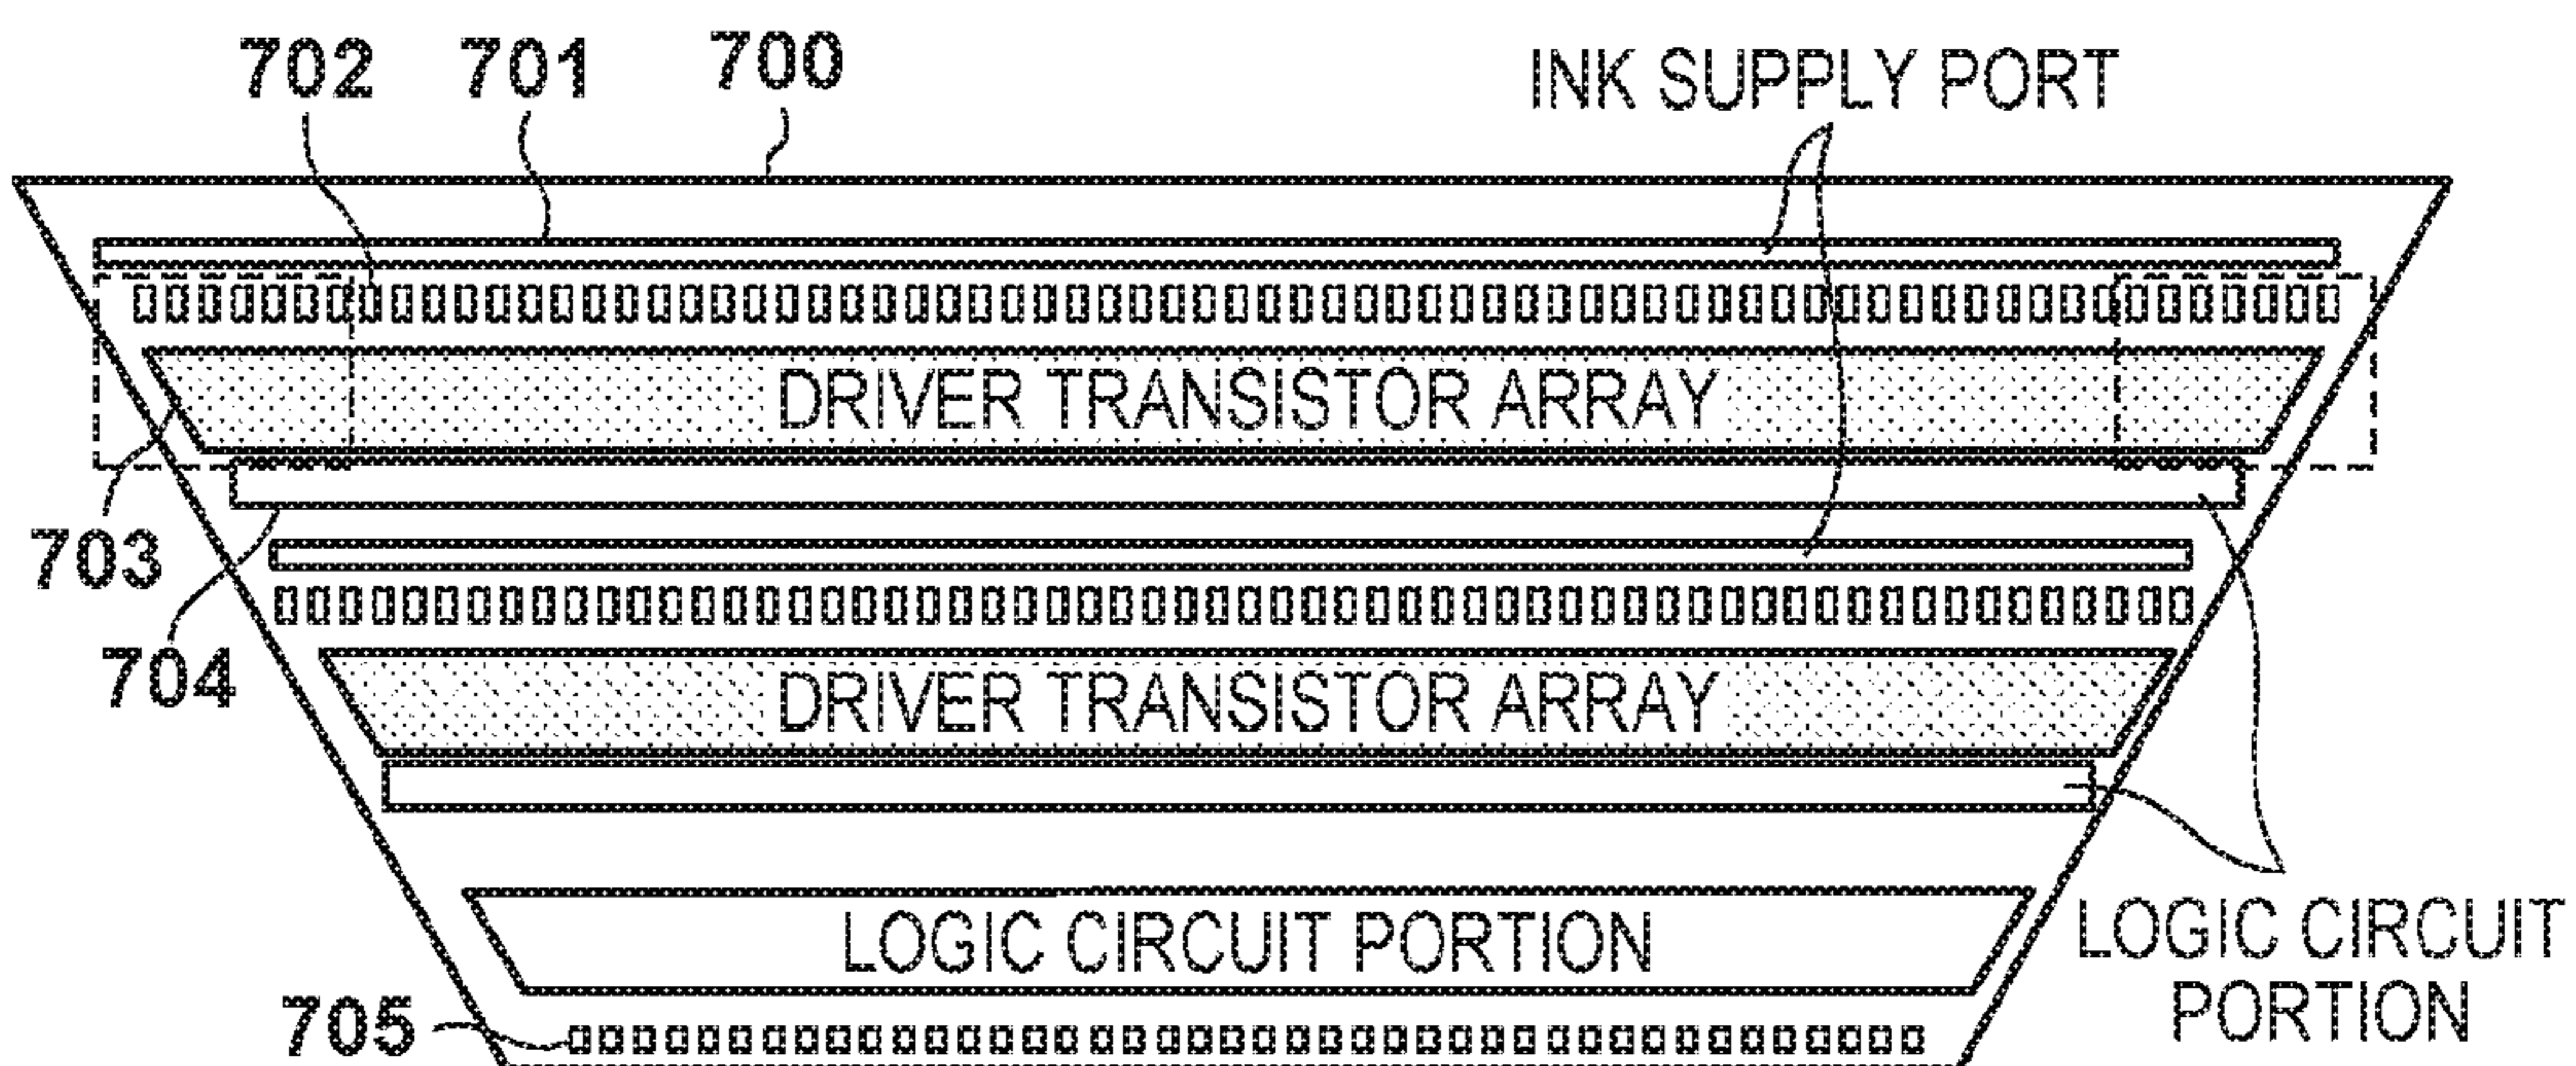 702 701 700 INK SUPPLY PORT
DRIVER TRANSISTOR ARRAY
703
704
DRIVER TRANSISTOR ARRAY
LOGIC CIRCUIT PORTION
LOGIC CIRCUIT
PORTION
705